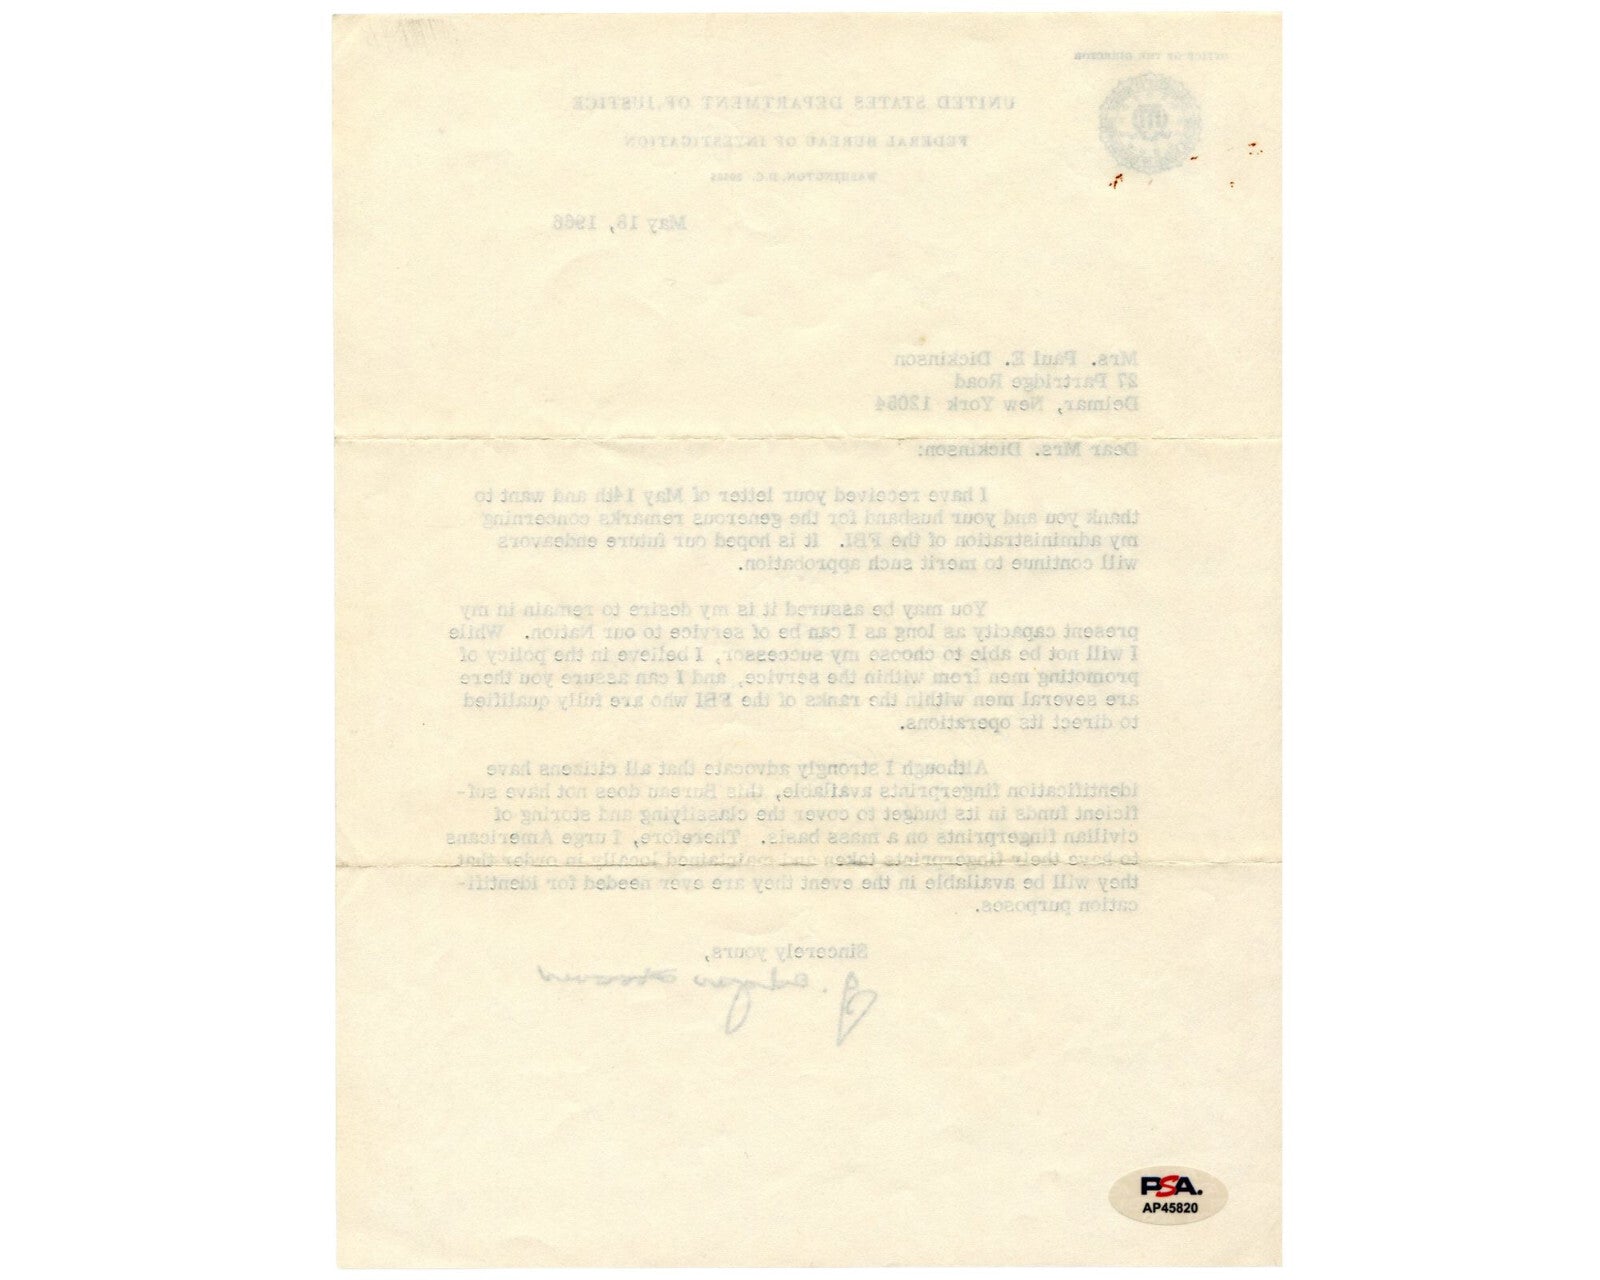 OFFICE OF THE DIRECTOR
UNITED STATES DEPARTMENT OF JUSTICE
FEDERAL BUREAU OF INVESTIGATION
WASHINGTON, D.C. 20535
May 18, 1966
Mrs. Paul E. Dickinson
27 Partridge Road
Delmar, New York 12054
Dear Mrs. Dickinson:
I have received your letter of May 14th and want to
thank you and your husband for the generous remarks concerning
my administration of the FBI. It is hoped our future endeavors
will continue to merit such approbation.
You may be assured it is my desire to remain in my
present capacity as long as I can be of service to our Nation. While
I will not be able to choose my successor, I believe in the policy of
promoting men from within the service, and I can assure you there
are several men within the ranks of the FBI who are fully qualified
to direct its operations.
Although I strongly advocate that all citizens have
identification fingerprints available, this Bureau does not have suf-
ficient funds in its budget to cover the classifying and storing of
civilian fingerprints on a mass basis. Therefore, I urge Americans
to have their fingerprints taken and maintained locally in order that
they will be available in the event they are ever needed for identifi-
cation purposes.
Sincerely yours,
J. Edgar Hoover
PSA.
AP45820